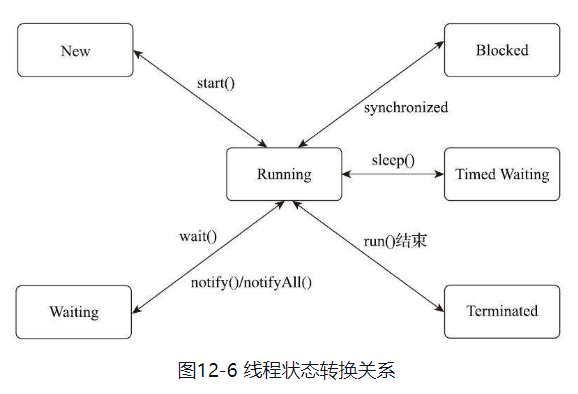 New
Blocked
start()
synchronized
Running
sleep()
Timed Waiting
wait()
run()结束
notify()/notifyAll()
Waiting
Terminated
图12-6 线程状态转换关系